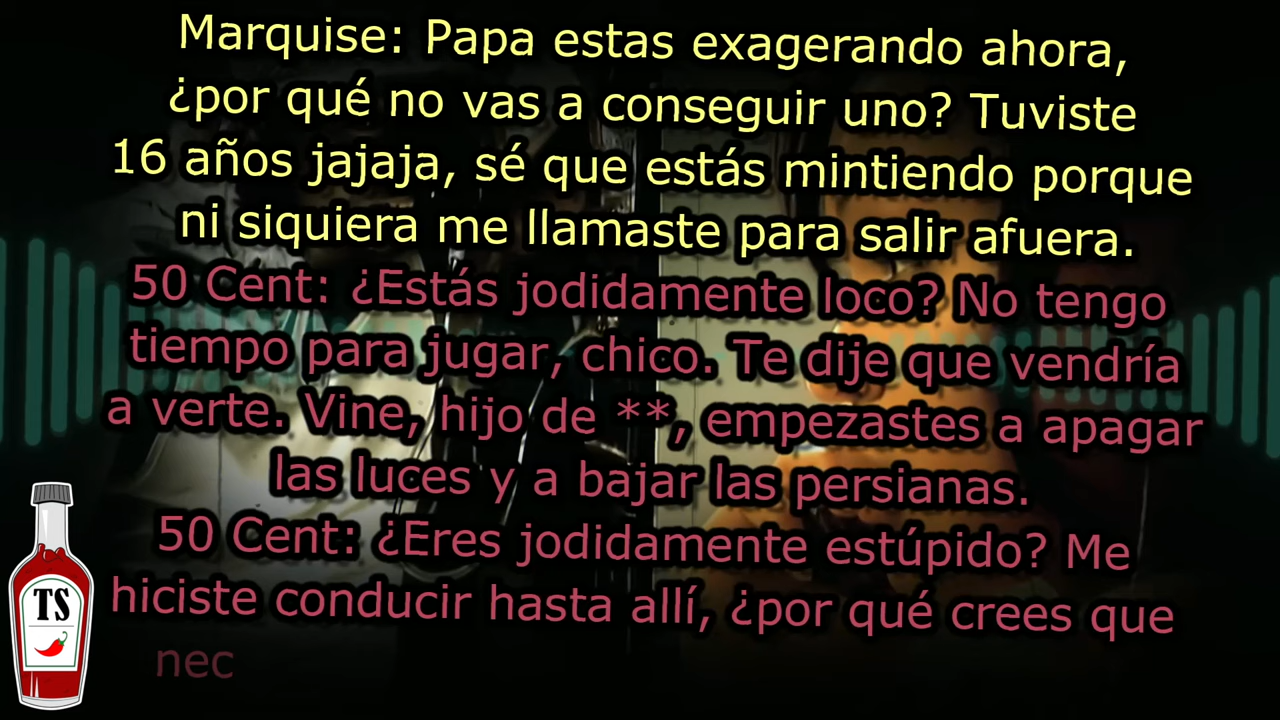 Marquise: Papa estas exagerando ahora,
¿por qué no vas a conseguir uno? Tuviste
16 años jajaja, sé que estás mintiendo porque
ni siquiera me llamaste para salir afuera.
50 Cent: ¿Estás jodidamente loco? No tengo
tiempo para jugar, chico. Te dije que vendría
a verte. Vine, hijo de **, empezastes a apagar
las luces y a bajar las persianas.
50 Cent: ¿Eres jodidamente estúpido? Me
hiciste conducir hasta allí, ¿por qué crees que
nec
TS